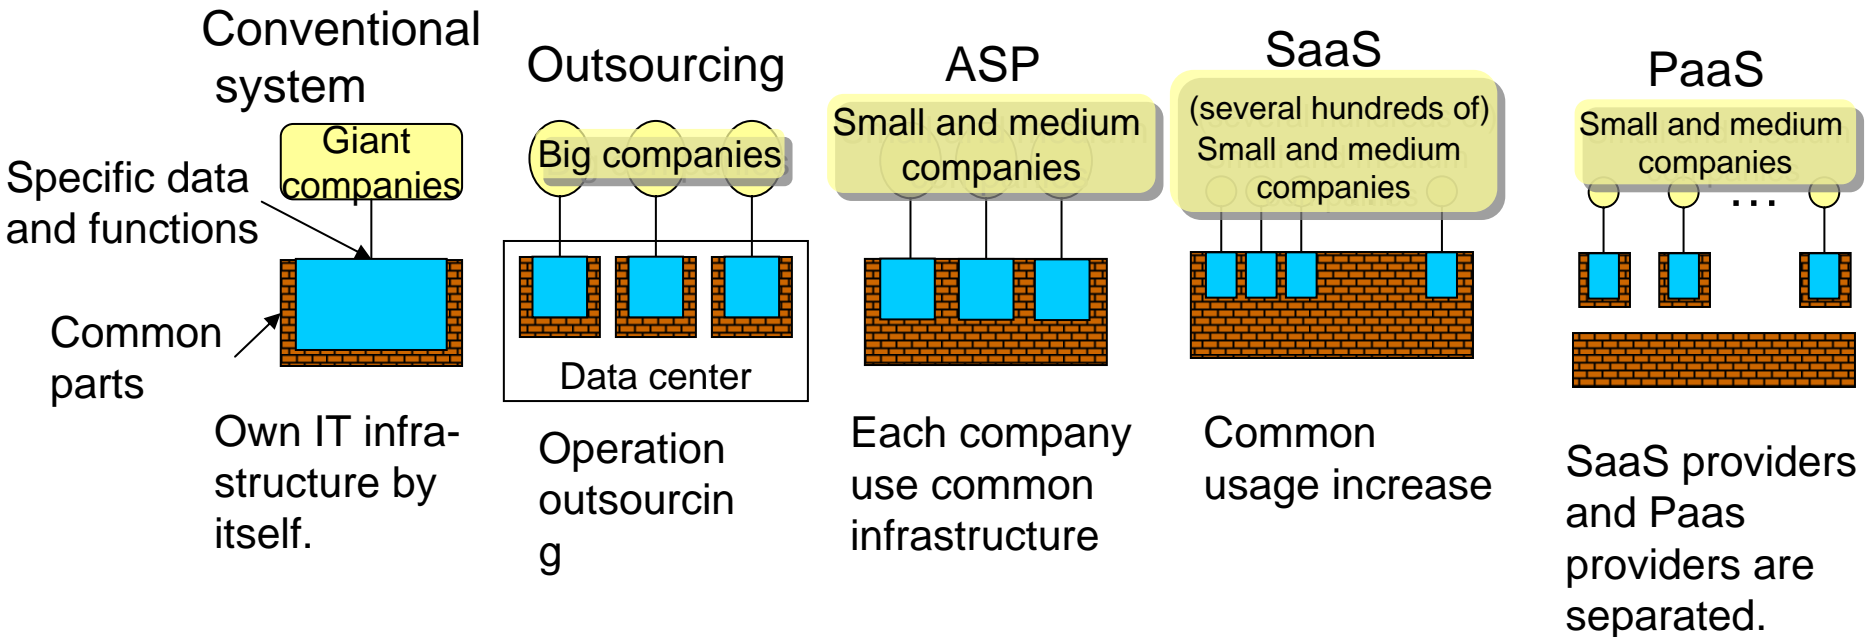 Conventional
system
Outsourcing
ASP
SaaS
PaaS
Giant
companies
Big companies
Small and medium
companies
(several hundreds of)
Small and medium
companies
Small and medium
companies
…
Specific data
and functions
Common
parts
Data center
Own IT infra-
structure by
itself.
Operation
outsourcin
g
Each company
use common
infrastructure
Common
usage increase
SaaS providers
and Paas
providers are
separated.